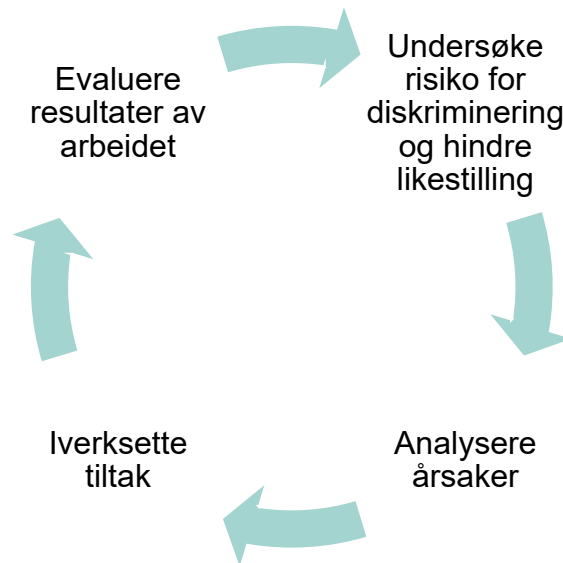 Evaluere
resultater av
arbeidet
Undersøke
risiko for
diskriminering
og hindre
likestilling
Analysere
årsaker
Iverksette
tiltak